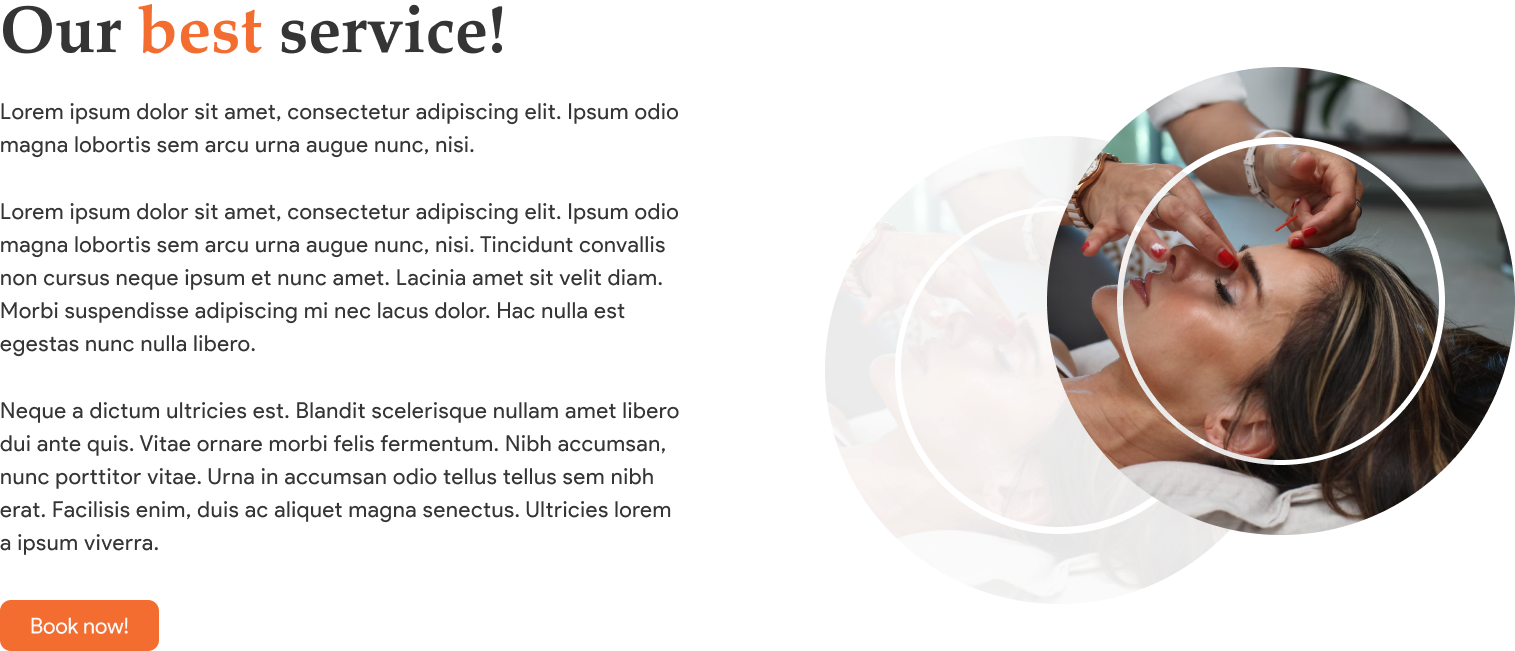 Our best service!
Lorem ipsum dolor sit amet, consectetur adipiscing elit. Ipsum odio
magna lobortis sem arcu urna augue nunc, nisi.
Lorem ipsum dolor sit amet, consectetur adipiscing elit. Ipsum odio
magna lobortis sem arcu urna augue nunc, nisi. Tincidunt convallis
non cursus neque ipsum et nunc amet. Lacinia amet sit velit diam.
Morbi suspendisse adipiscing mi nec lacus dolor. Hac nulla est
egestas nunc nulla libero.
Neque a dictum ultricies est. Blandit scelerisque nullam amet libero
dui ante quis. Vitae ornare morbi felis fermentum. Nibh accumsan,
nunc porttitor vitae. Urna in accumsan odio tellus tellus sem nibh
erat. Facilisis enim, duis ac aliquet magna senectus. Ultricies lorem
a ipsum viverra.
Book now!